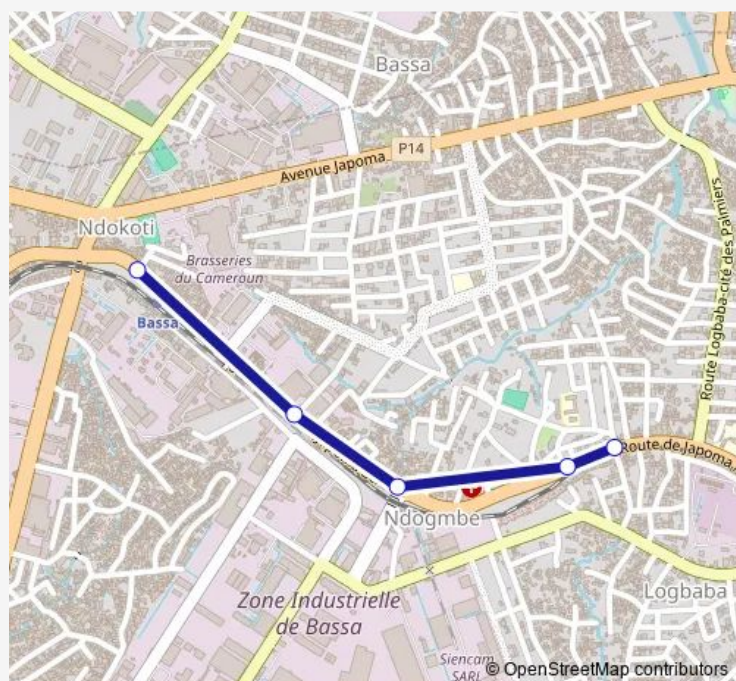 Bassa
P14
Avenue Japoma
Ndokoti
Brasseries
du Cameroun
Bassa
Route Logbaba-cité des Palmiers
Route de Japoma
Ndogmbe
Logbaba
Zone Industrielle
de Bassa
Siencam
SARL
© OpenStreetMap contributors